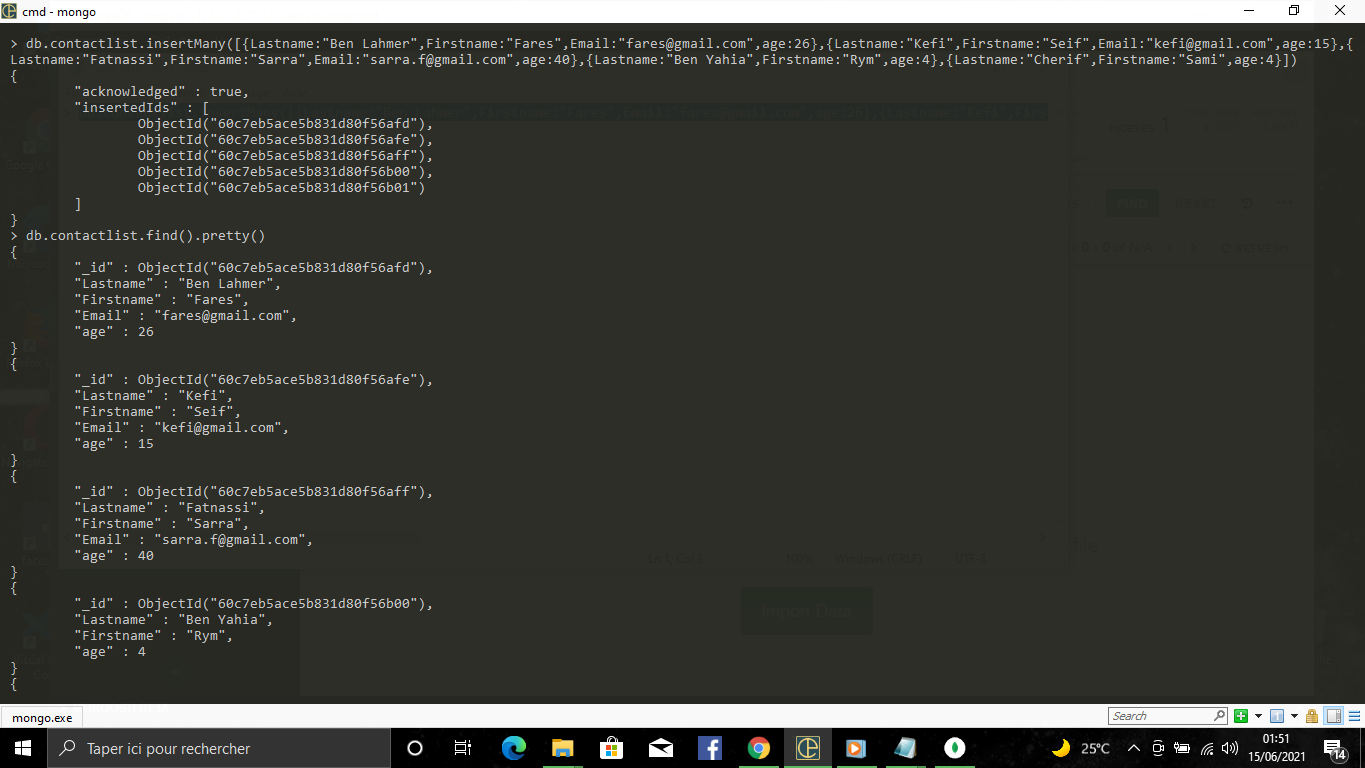 cmd - mongo
> db.contactlist.insertMany([{Lastname:"Ben Lahmer",Firstname:"Fares",Email:"fares@gmail.com",age:26},{Lastname:"Kefi",Firstname:"Seif",Email:"kefi@gmail.com",age:15},{
Lastname:"Fatnassi",Firstname:"Sarra",Email:"sarra.f@gmail.com",age:40},{Lastname:"Ben Yahia",Firstname:"Rym",age:4},{Lastname:"Cherif",Firstname:"Sami",age:4}])
{
"acknowledged" : true,
"insertedIds" : [
ObjectId("60c7eb5ace5b831d80f56afd"),
ObjectId("60c7eb5ace5b831d80f56afe"),
ObjectId("60c7eb5ace5b831d80f56aff"),
ObjectId("60c7eb5ace5b831d80f56b00"),
ObjectId("60c7eb5ace5b831d80f56b01")
]
}
> db.contactlist.find().pretty()
{
"_id" : ObjectId("60c7eb5ace5b831d80f56afd"),
"Lastname" : "Ben Lahmer",
"Firstname" : "Fares",
"Email" : "fares@gmail.com",
"age" : 26
}
{
"_id" : ObjectId("60c7eb5ace5b831d80f56afe"),
"Lastname" : "Kefi",
"Firstname" : "Seif",
"Email" : "kefi@gmail.com",
"age" : 15
}
{
"_id" : ObjectId("60c7eb5ace5b831d80f56aff"),
"Lastname" : "Fatnassi",
"Firstname" : "Sarra",
"Email" : "sarra.f@gmail.com",
"age" : 40
}
{
"_id" : ObjectId("60c7eb5ace5b831d80f56b00"),
"Lastname" : "Ben Yahia",
"Firstname" : "Rym",
"age" : 4
}
{
Import Data
mongo.exe
Search
Taper ici pour rechercher
25°C
01:51
15/06/2021
14